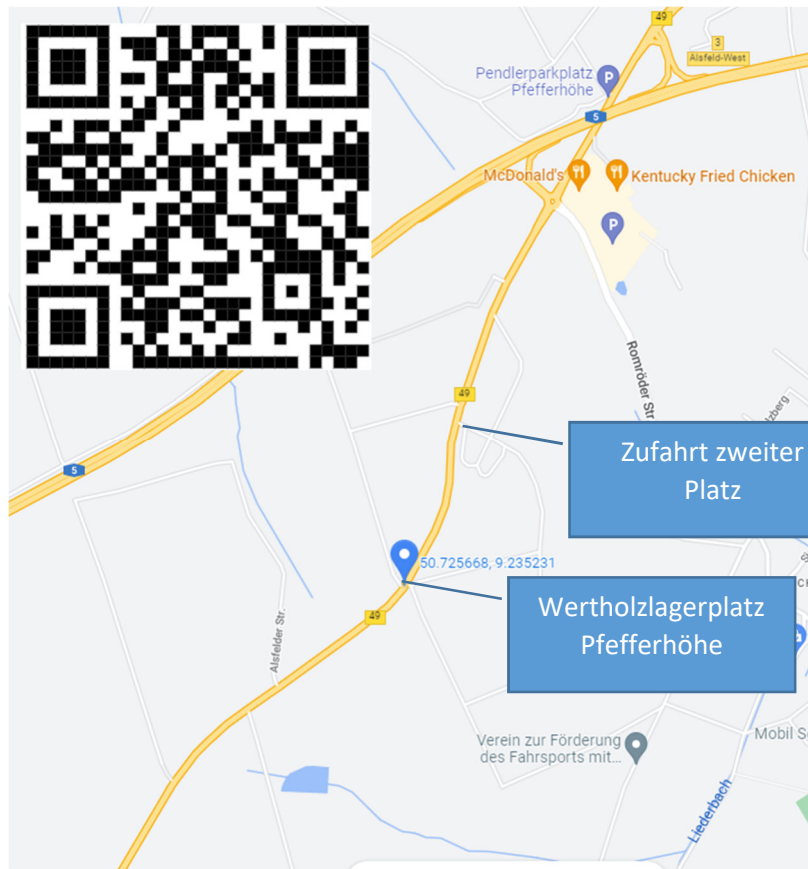 49
3
Alsfeld-West
Pendlerparkplatz
Pfefferhöhe
P
5
McDonald's
Kentucky Fried Chicken
P
Romröder Str.
49
5
Zufahrt zweiter
Platz
50.725668, 9.235231
Wertholzlagerplatz
Pfefferhöhe
49
Alsfelder Str.
Verein zur Förderung
des Fahrsports mit...
Mobil
Liederbach